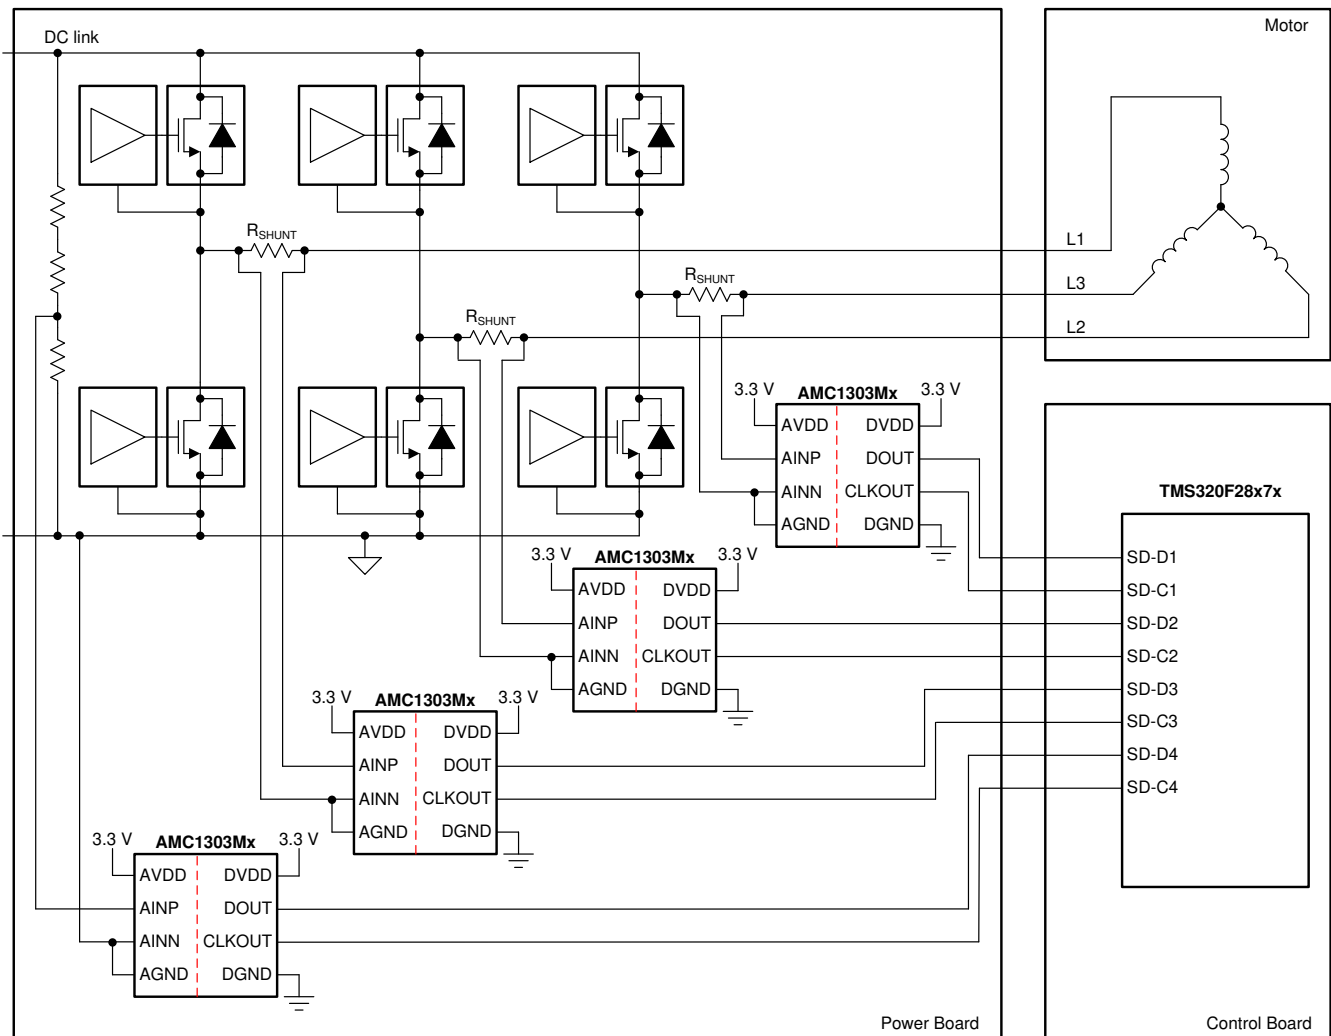 DC link
Motor
R_SHUNT
L1
R_SHUNT
L3
R_SHUNT
L2
3.3 V
AMC1303Mx
3.3 V
AVDD
DVDD
AINP
DOUT
AINN
CLKOUT
AGND
DGND
TMS320F28x7x
SD-D1
SD-C1
SD-D2
SD-C2
SD-D3
SD-C3
SD-D4
SD-C4
3.3 V
AMC1303Mx
3.3 V
AVDD
DVDD
AINP
DOUT
AINN
CLKOUT
AGND
DGND
3.3 V
AMC1303Mx
3.3 V
AVDD
DVDD
AINP
DOUT
AINN
CLKOUT
AGND
DGND
3.3 V
AMC1303Mx
3.3 V
AVDD
DVDD
AINP
DOUT
AINN
CLKOUT
AGND
DGND
Power Board
Control Board